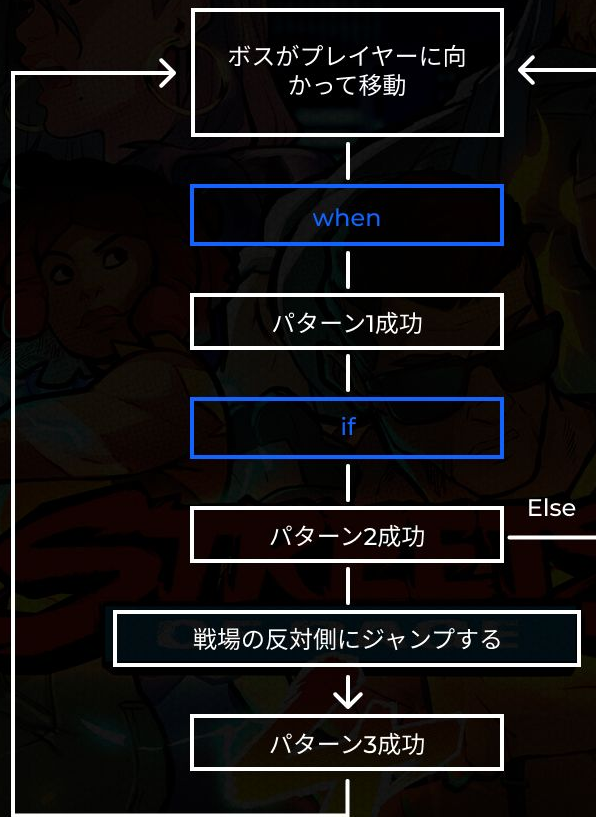 ボスがプレイヤーに向
かって移動
when
パターン1成功
if
パターン2成功
Else
戦場の反対側にジャンプする
パターン3成功